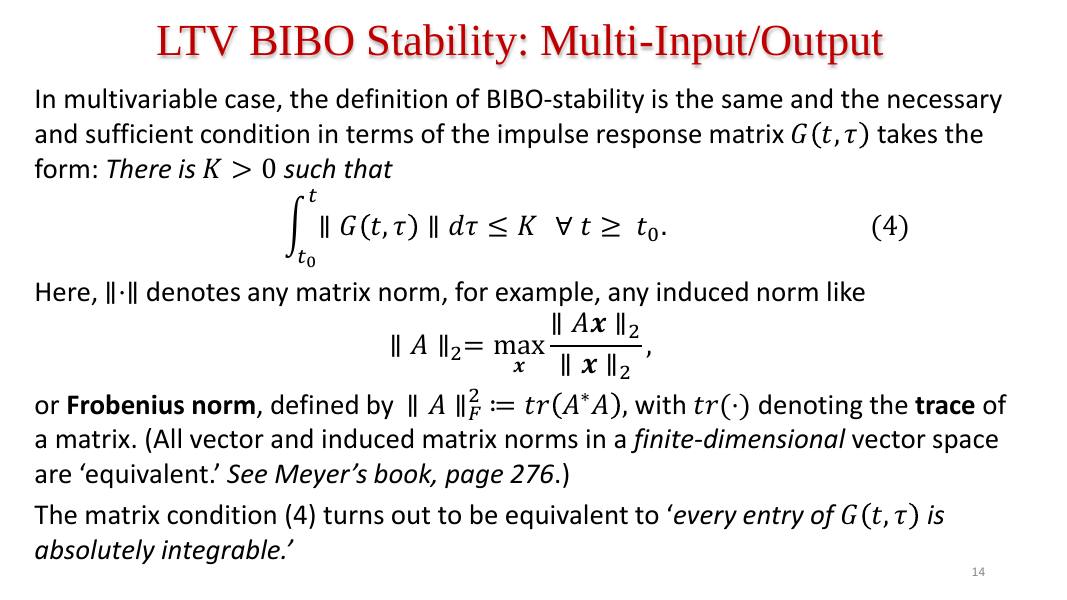 LTV BIBO Stability: Multi-Input/Output
In multivariable case, the definition of BIBO-stability is the same and the necessary
and sufficient condition in terms of the impulse response matrix 𝐺(𝑡, 𝜏) takes the
form: There is 𝐾 > 0 such that
∫_{𝑡₀}^{𝑡} ∥ 𝐺(𝑡, 𝜏) ∥ 𝑑𝜏 ≤ 𝐾 ∀ 𝑡 ≥ 𝑡₀. (4)
Here, ∥·∥ denotes any matrix norm, for example, any induced norm like
∥ 𝐴 ∥₂= max_𝒙 ∥ 𝐴𝒙 ∥₂ / ∥ 𝒙 ∥₂,
or Frobenius norm, defined by ∥ 𝐴 ∥_𝐹^2 ≔ 𝑡𝑟(𝐴*𝐴), with 𝑡𝑟(·) denoting the trace of
a matrix. (All vector and induced matrix norms in a finite-dimensional vector space
are ‘equivalent.’ See Meyer’s book, page 276.)
The matrix condition (4) turns out to be equivalent to ‘every entry of 𝐺(𝑡, 𝜏) is
absolutely integrable.’
14